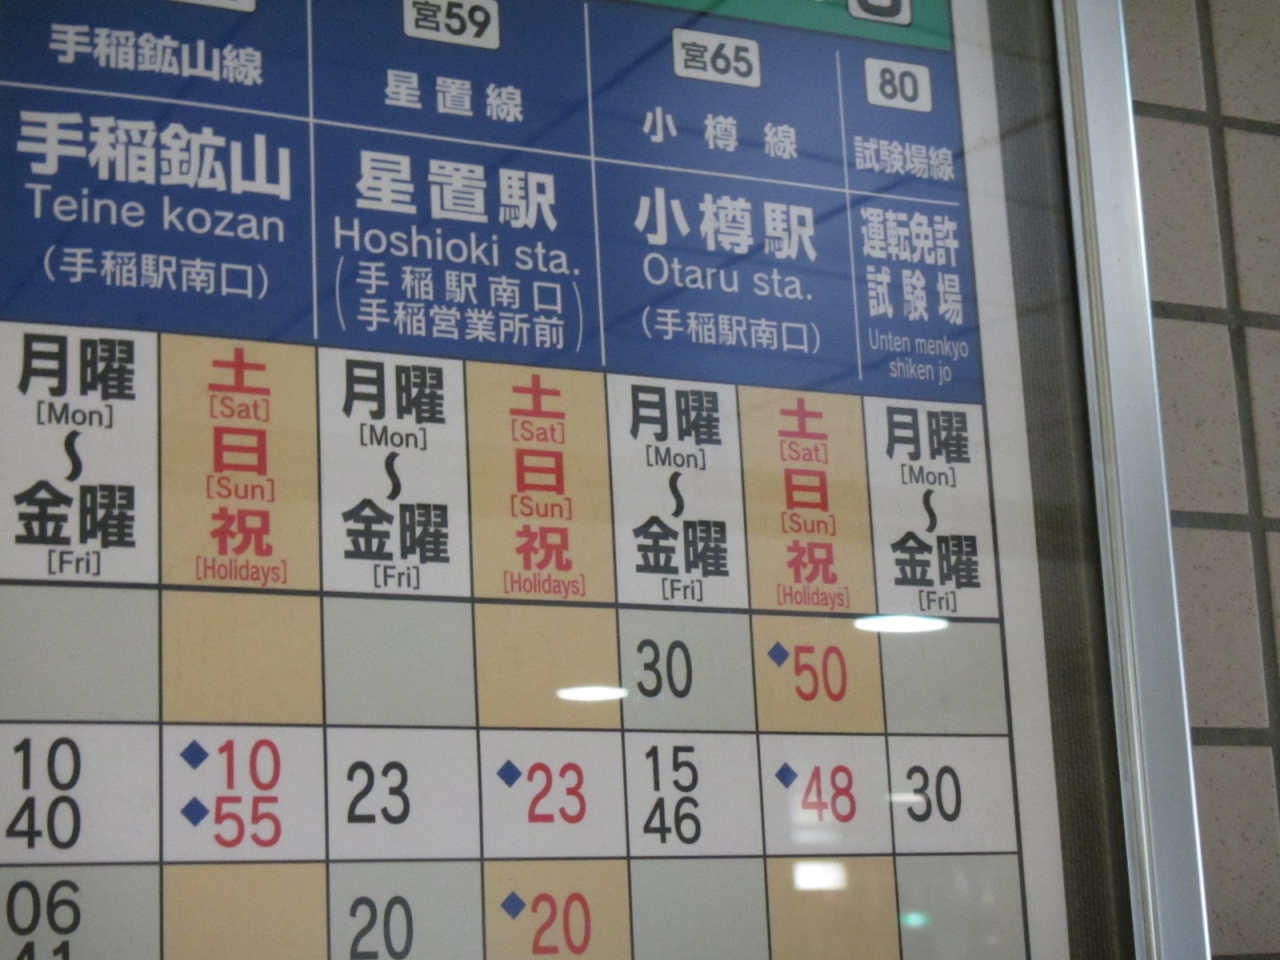 宮59
宮65
80
手稲鉱山線
星置線
小樽線
試験場線
手稲鉱山
Teine kozan
(手稲駅南口)
星置駅
Hoshioki sta.
(手稲駅南口
手稲営業所前)
小樽駅
Otaru sta.
(手稲駅南口)
運転免許
試験場
Unten menkyo
shiken jo
月曜
[Mon]
〜
金曜
[Fri]
土
[Sat]
日
[Sun]
祝
[Holidays]
月曜
[Mon]
〜
金曜
[Fri]
土
[Sat]
日
[Sun]
祝
[Holidays]
月曜
[Mon]
〜
金曜
[Fri]
土
[Sat]
日
[Sun]
祝
[Holidays]
月曜
[Mon]
〜
金曜
[Fri]
30 ◆50
10 ◆10 23 ◆23 15 ◆48 30
40 ◆55 46
06 20 ◆20